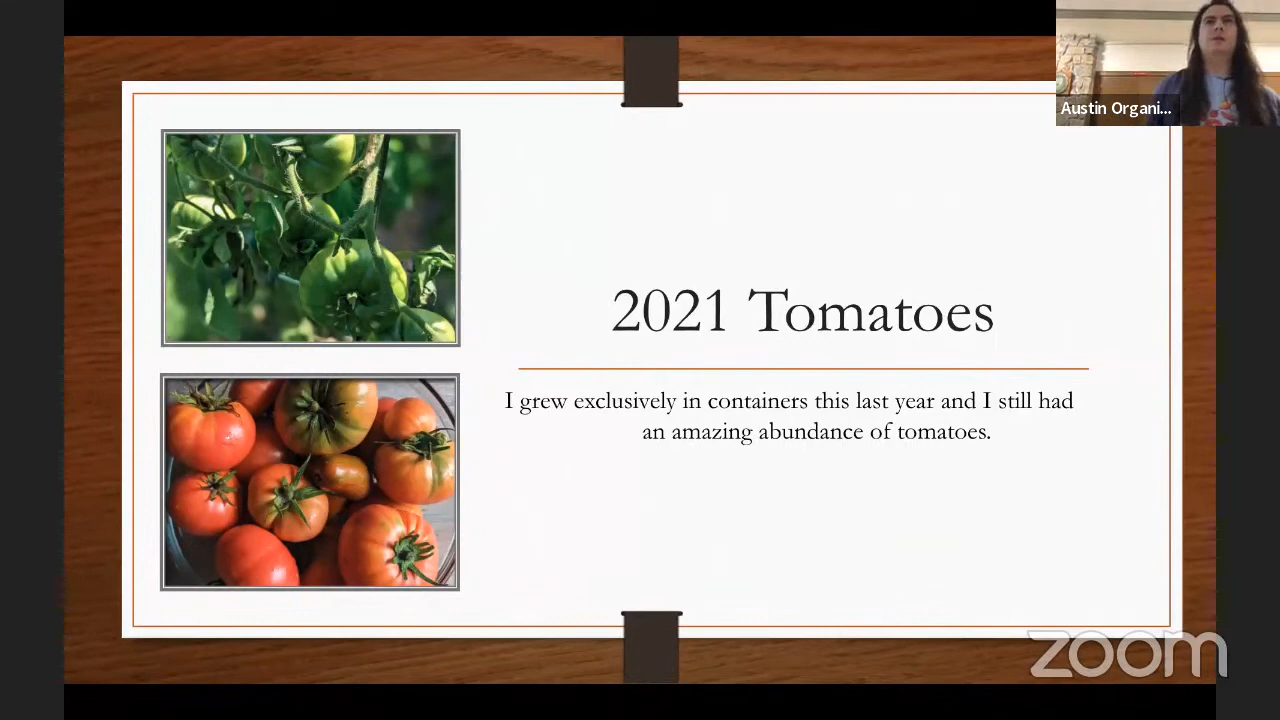 Austin Organi...
2021 Tomatoes
I grew exclusively in containers this last year and I still had
an amazing abundance of tomatoes.
zoom